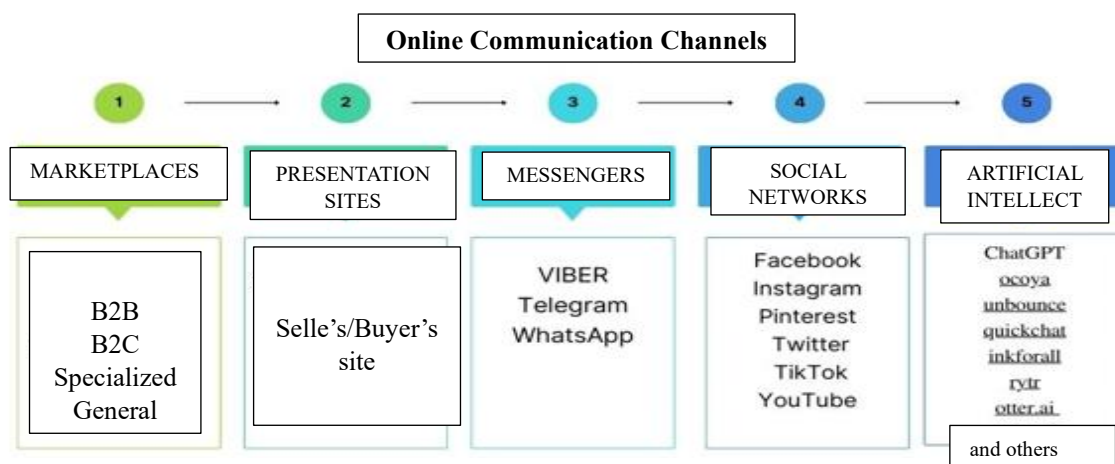 Online Communication Channels
1
2
3
4
5
MARKETPLACES
PRESENTATION
SITES
MESSENGERS
SOCIAL
NETWORKS
ARTIFICIAL
INTELLECT
B2B
B2C
Specialized
General
Selle's/Buyer's
site
VIBER
Telegram
WhatsApp
Facebook
Instagram
Pinterest
Twitter
TikTok
YouTube
ChatGPT
ocoya
unbounce
quickchat
inkforall
rytr
otter.ai
and others